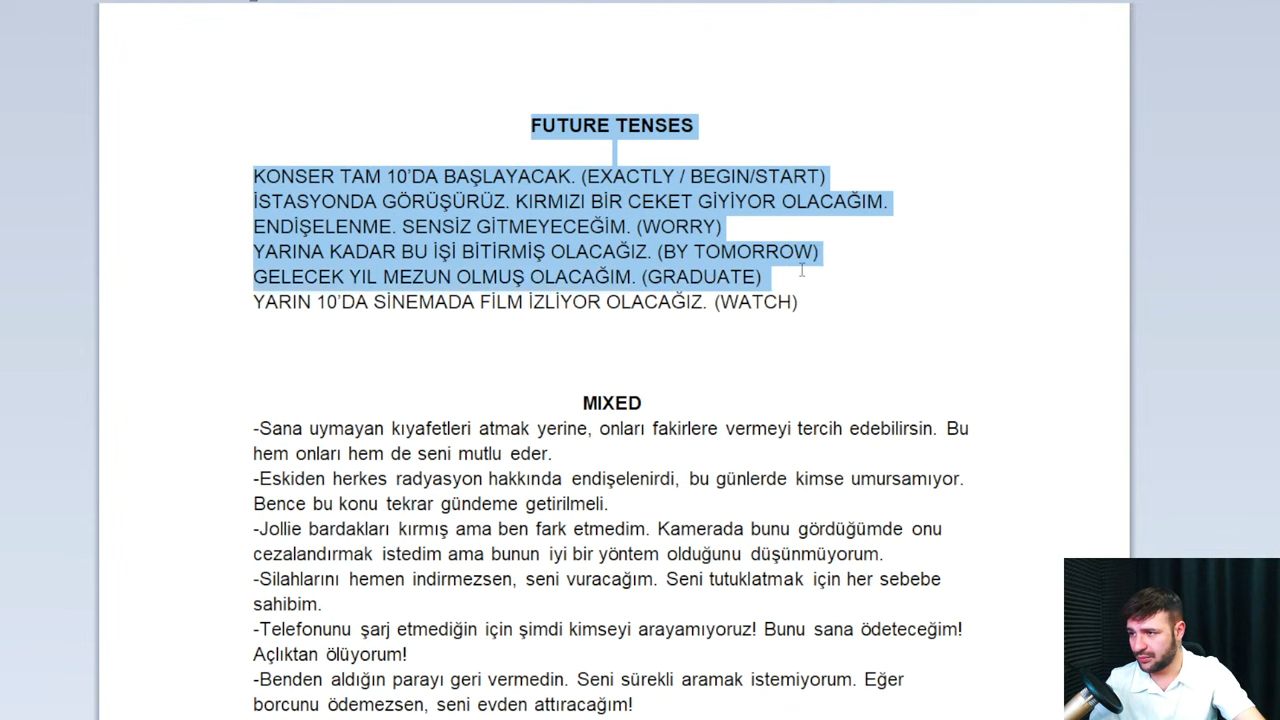 FUTURE TENSES
KONSER TAM 10’DA BAŞLAYACAK. (EXACTLY / BEGIN/START)
İSTASYONDA GÖRÜŞÜRÜZ. KIRMIZI BİR CEKET GİYİYOR OLACAĞIM.
ENDİŞELENME. SENSİZ GİTMEYECEĞİM. (WORRY)
YARINA KADAR BU İŞİ BİTİRMİŞ OLACAĞIZ. (BY TOMORROW)
GELECEK YIL MEZUN OLMUŞ OLACAĞIM. (GRADUATE)
YARIN 10’DA SİNEMADA FİLM İZLİYOR OLACAĞIZ. (WATCH)
MIXED
-Sana uymayan kıyafetleri atmak yerine, onları fakirlere vermeyi tercih edebilirsin. Bu
hem onları hem de seni mutlu eder.
-Eskiden herkes radyasyon hakkında endişelenirdi, bu günlerde kimse umursamıyor.
Bence bu konu tekrar gündeme getirilmeli.
-Jollie bardakları kırmış ama ben fark etmedim. Kamerada bunu gördüğümde onu
cezalandırmak istedim ama bunun iyi bir yöntem olduğunu düşünmüyorum.
-Silahlarını hemen indirmezsen, seni vuracağım. Seni tutuklatmak için her sebebe
sahibim.
-Telefonunu şarj etmediğin için şimdi kimseyi arayamıyoruz! Bunu sana ödeteceğim!
Açlıktan ölüyorum!
-Benden aldığın parayı geri vermedin. Seni sürekli aramak istemiyorum. Eğer
borcunu ödemezsen, seni evden attıracağım!